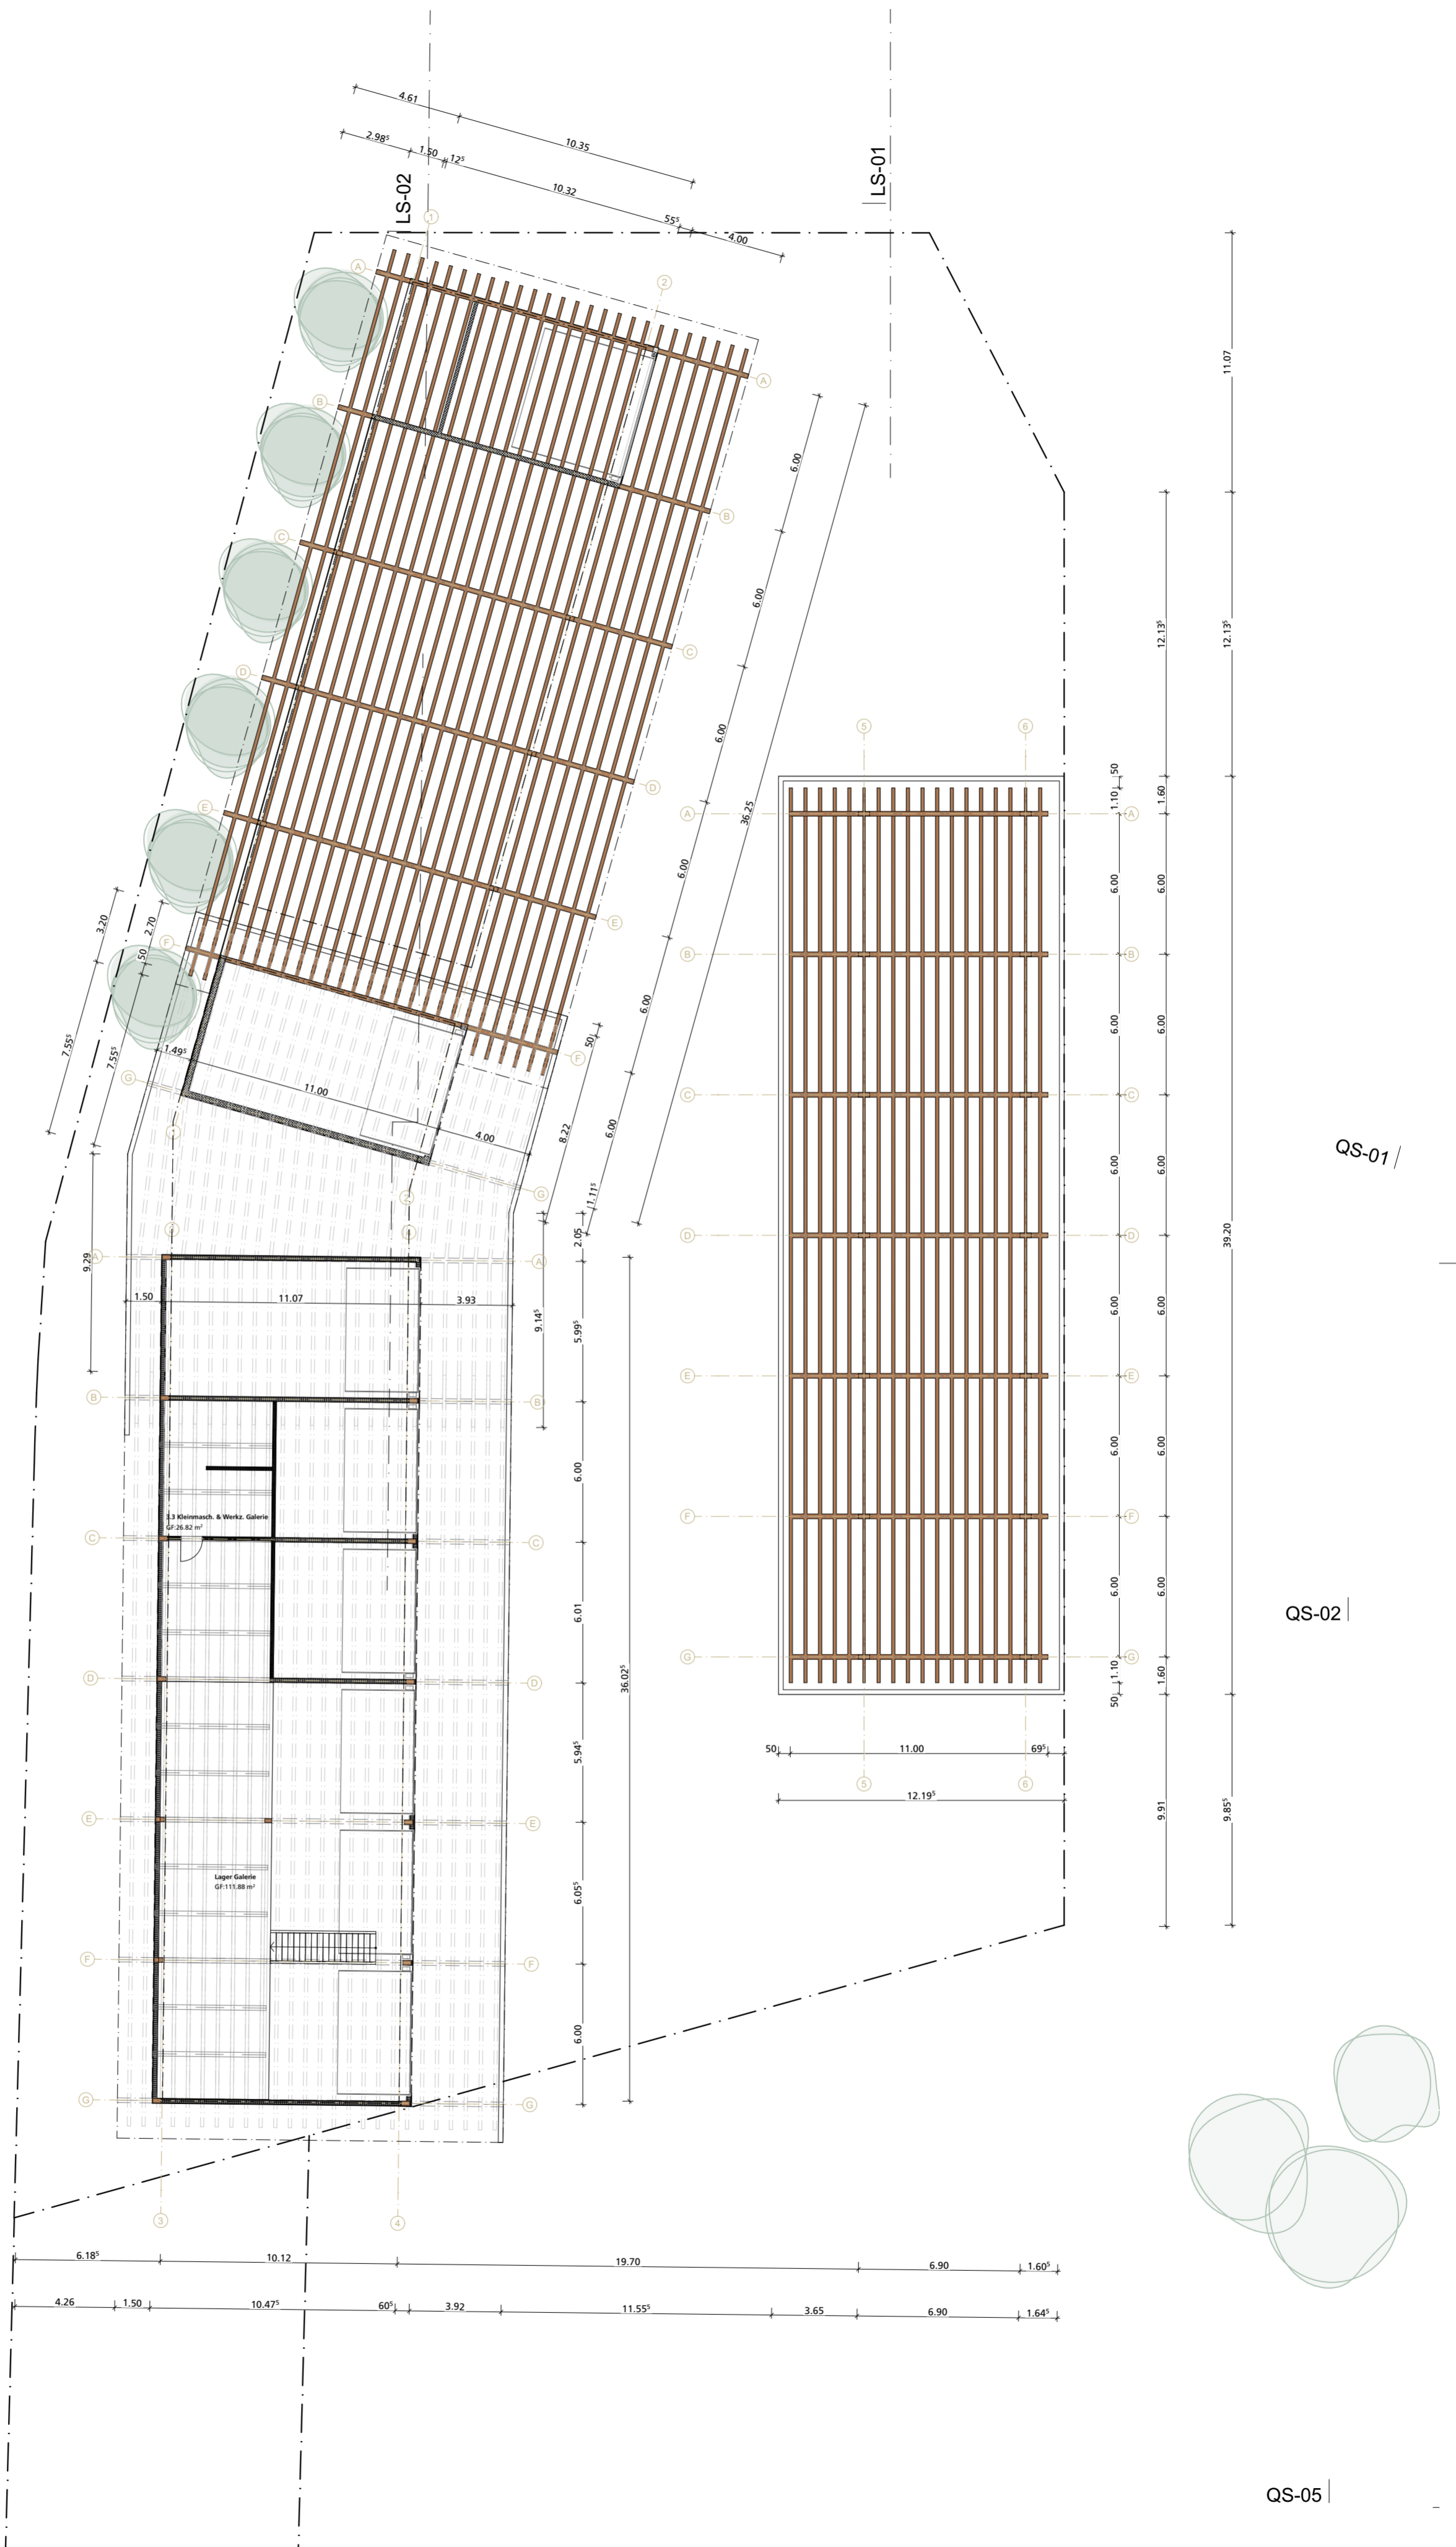 4.61
10.35
2.98⁵
1.50
12⁵
10.32
55⁵
4.00
LS-02
LS-01
1
2
A
A
B
B
C
C
D
D
E
E
F
F
G
G
6.00
6.00
6.00
6.00
6.00
6.00
36.25
11.07
12.13⁵
12.13⁵
39.20
9.85⁵
9.91
3.20
2.70
50
7.55⁵
7.55⁵
1.49⁵
11.00
4.00
50
8.22
1.11⁵
2.05
9.29
9.14⁵
2
A
A
1.50
11.07
3.93
5.99⁵
B
B
6.00
3.3 Kleinmasch. & Werkz. Galerie
GF:26.82 m²
C
C
6.01
D
D
36.02⁵
5.94⁵
E
E
Lager Galerie
GF:111.88 m²
6.05⁵
F
F
6.00
G
G
3
4
5
6
50
1.10
1.60
A
A
6.00
6.00
B
B
6.00
6.00
C
C
6.00
6.00
D
D
6.00
6.00
E
E
6.00
6.00
F
F
6.00
6.00
G
G
1.10
1.60
50
50
11.00
69⁵
5
6
12.19⁵
QS-01
QS-02
QS-05
6.18⁵
10.12
19.70
6.90
1.60⁵
4.26
1.50
10.47⁵
60⁵
3.92
11.55⁵
3.65
6.90
1.64⁵